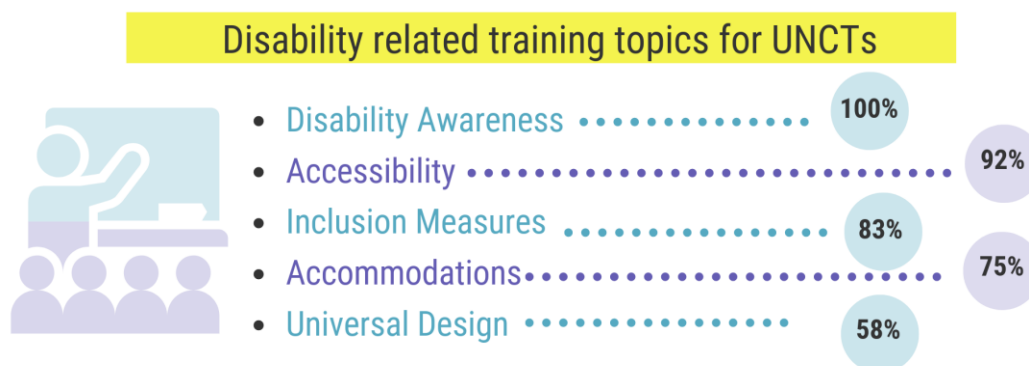 Disability related training topics for UNCTs
• Disability Awareness 100%
• Accessibility 92%
• Inclusion Measures 83%
• Accommodations 75%
• Universal Design 58%